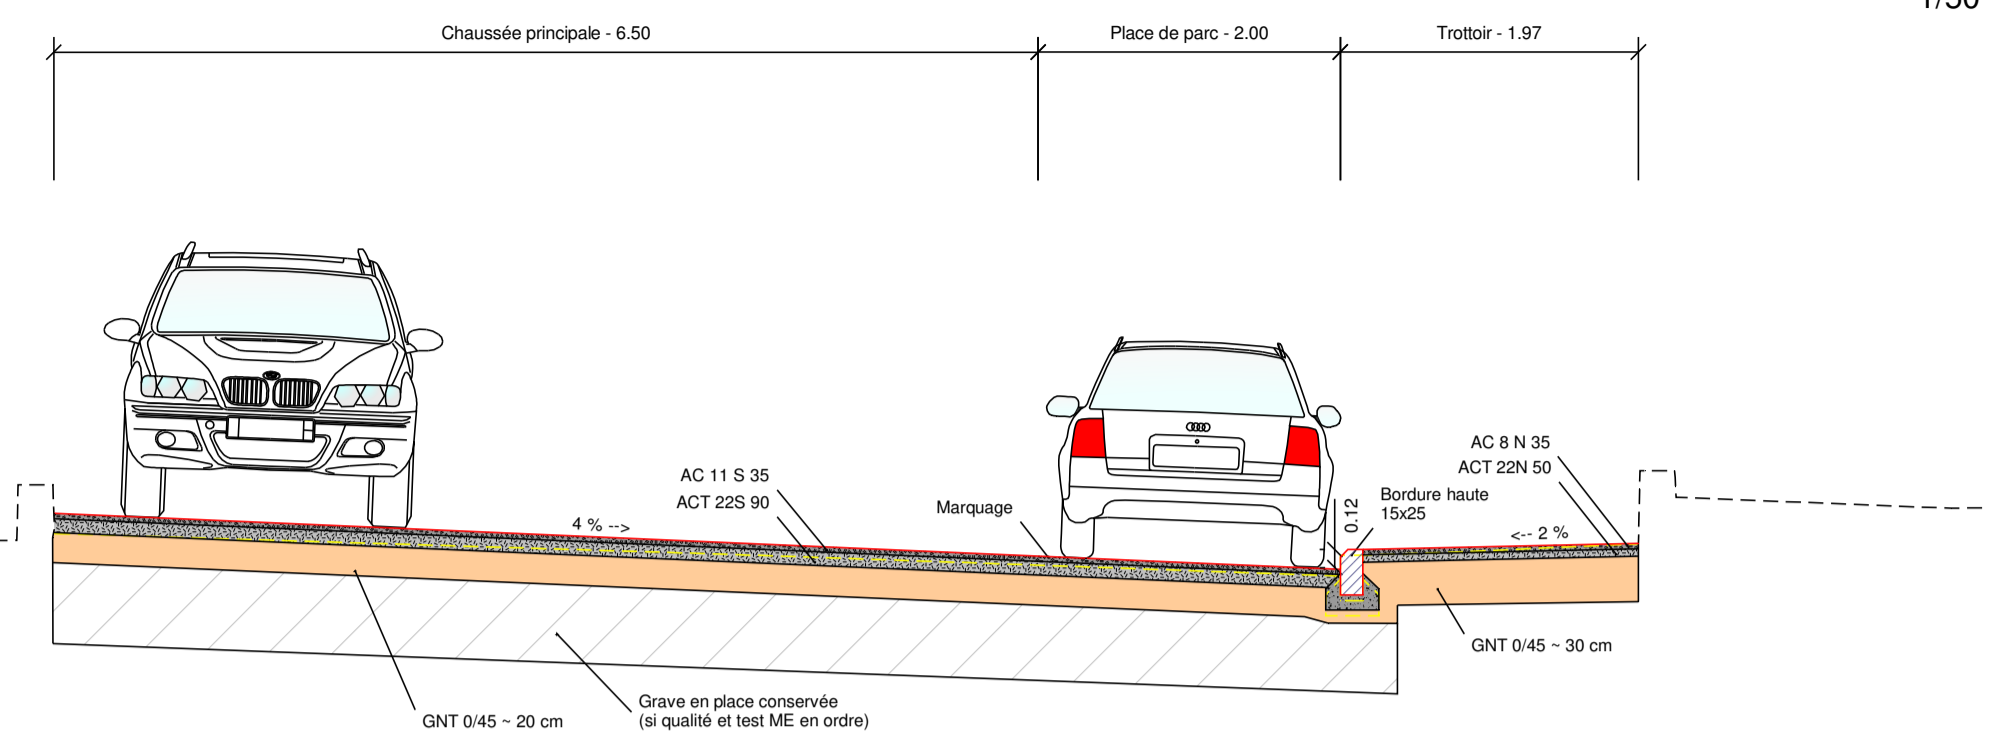 1/50
Chaussée principale - 6.50
Place de parc - 2.00
Trottoir - 1.97
AC 8 N 35
ACT 22N 50
AC 11 S 35
ACT 22S 90
Marquage
0.12
Bordure haute
15x25
4 % -->
<-- 2 %
GNT 0/45 ~ 30 cm
Grave en place conservée
(si qualité et test ME en ordre)
GNT 0/45 ~ 20 cm